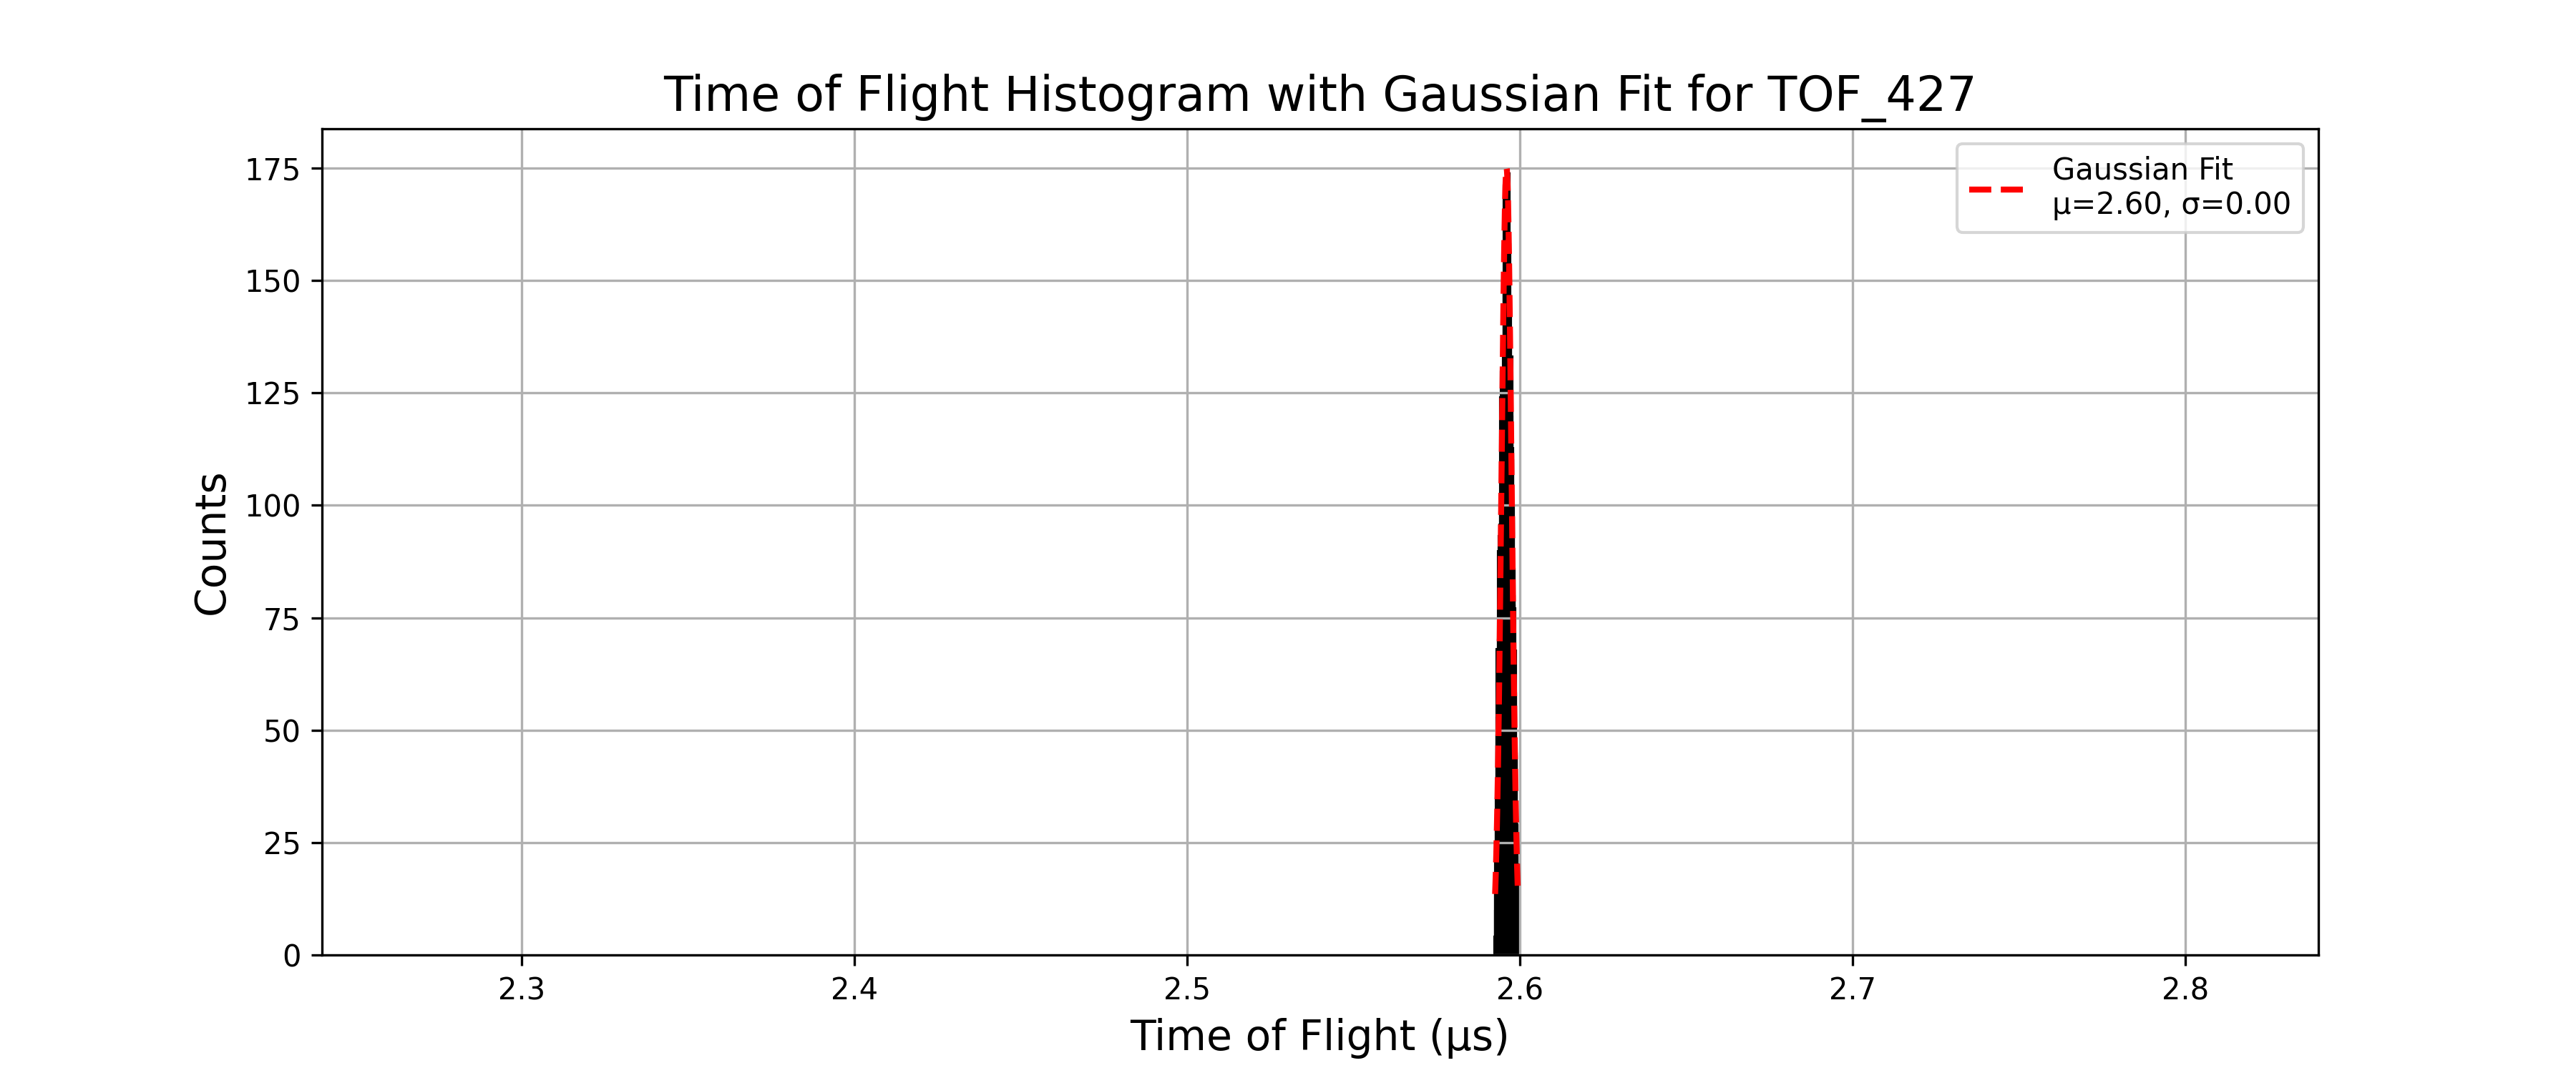 Time of Flight Histogram with Gaussian Fit for TOF_427
Gaussian Fit
μ=2.60, σ=0.00
175
150
125
100
75
50
25
0
Counts
2.3 2.4 2.5 2.6 2.7 2.8
Time of Flight (μs)